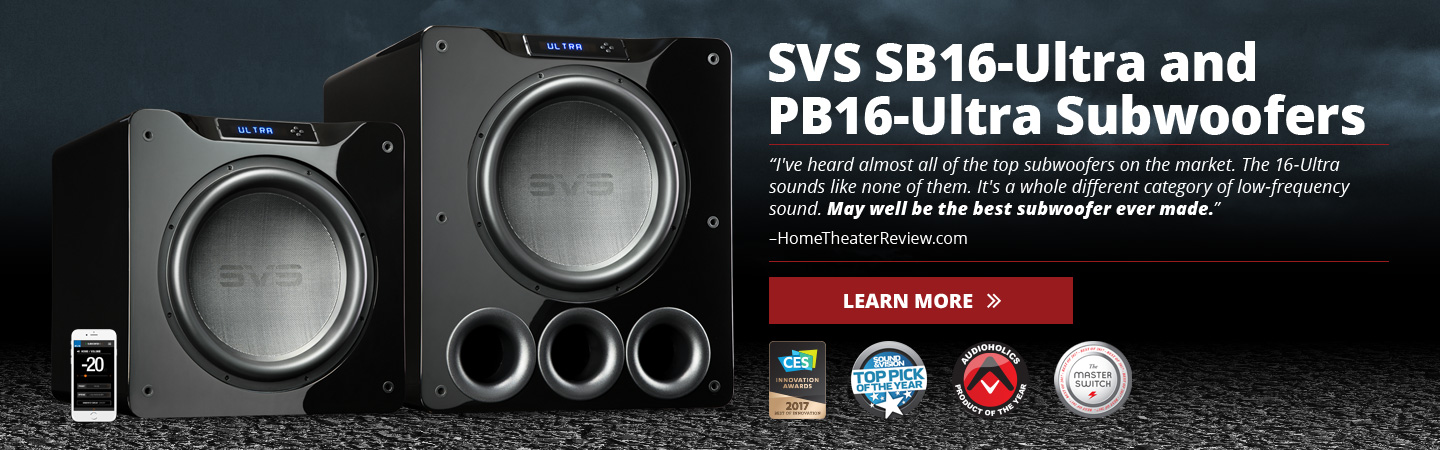 ULTRA
ULTRA
SVS
SVS
-20
SVS SB16-Ultra and
PB16-Ultra Subwoofers
“I've heard almost all of the top subwoofers on the market. The 16-Ultra
sounds like none of them. It's a whole different category of low-frequency
sound. May well be the best subwoofer ever made.”
–HomeTheaterReview.com
LEARN MORE
CES
INNOVATION
AWARDS
2017
BEST OF INNOVATION
SOUND
&VISION
TOP PICK
OF THE YEAR
AUDIOHOLICS
PRODUCT OF THE YEAR
The
MASTER
SWITCH